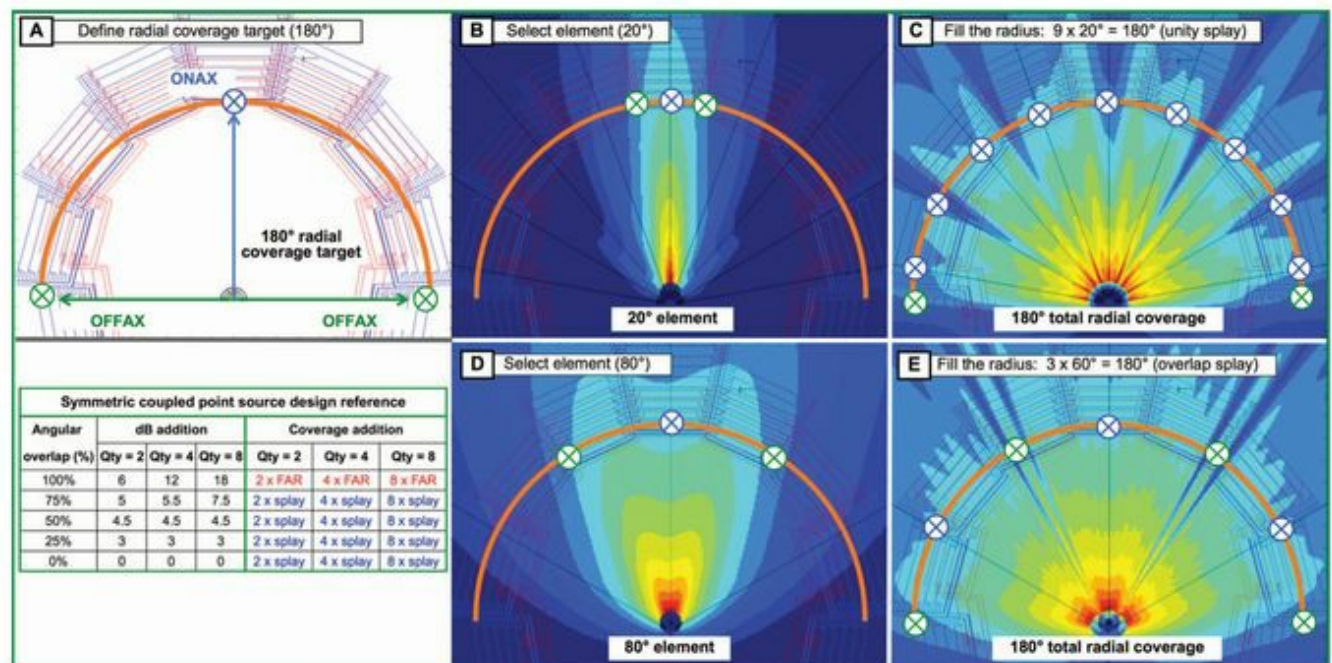 A Define radial coverage target (180°)
ONAX
180° radial
coverage target
OFFAX OFFAX
B Select element (20°)
20° element
C Fill the radius: 9 x 20° = 180° (unity splay)
180° total radial coverage
Symmetric coupled point source design reference
Angular dB addition Coverage addition
overlap (%) Qty = 2 Qty = 4 Qty = 8 Qty = 2 Qty = 4 Qty = 8
100% 6 12 18 2 x FAR 4 x FAR 8 x FAR
75% 5 5.5 7.5 2 x splay 4 x splay 8 x splay
50% 4.5 4.5 4.5 2 x splay 4 x splay 8 x splay
25% 3 3 3 2 x splay 4 x splay 8 x splay
0% 0 0 0 2 x splay 4 x splay 8 x splay
D Select element (80°)
80° element
E Fill the radius: 3 x 60° = 180° (overlap splay)
180° total radial coverage